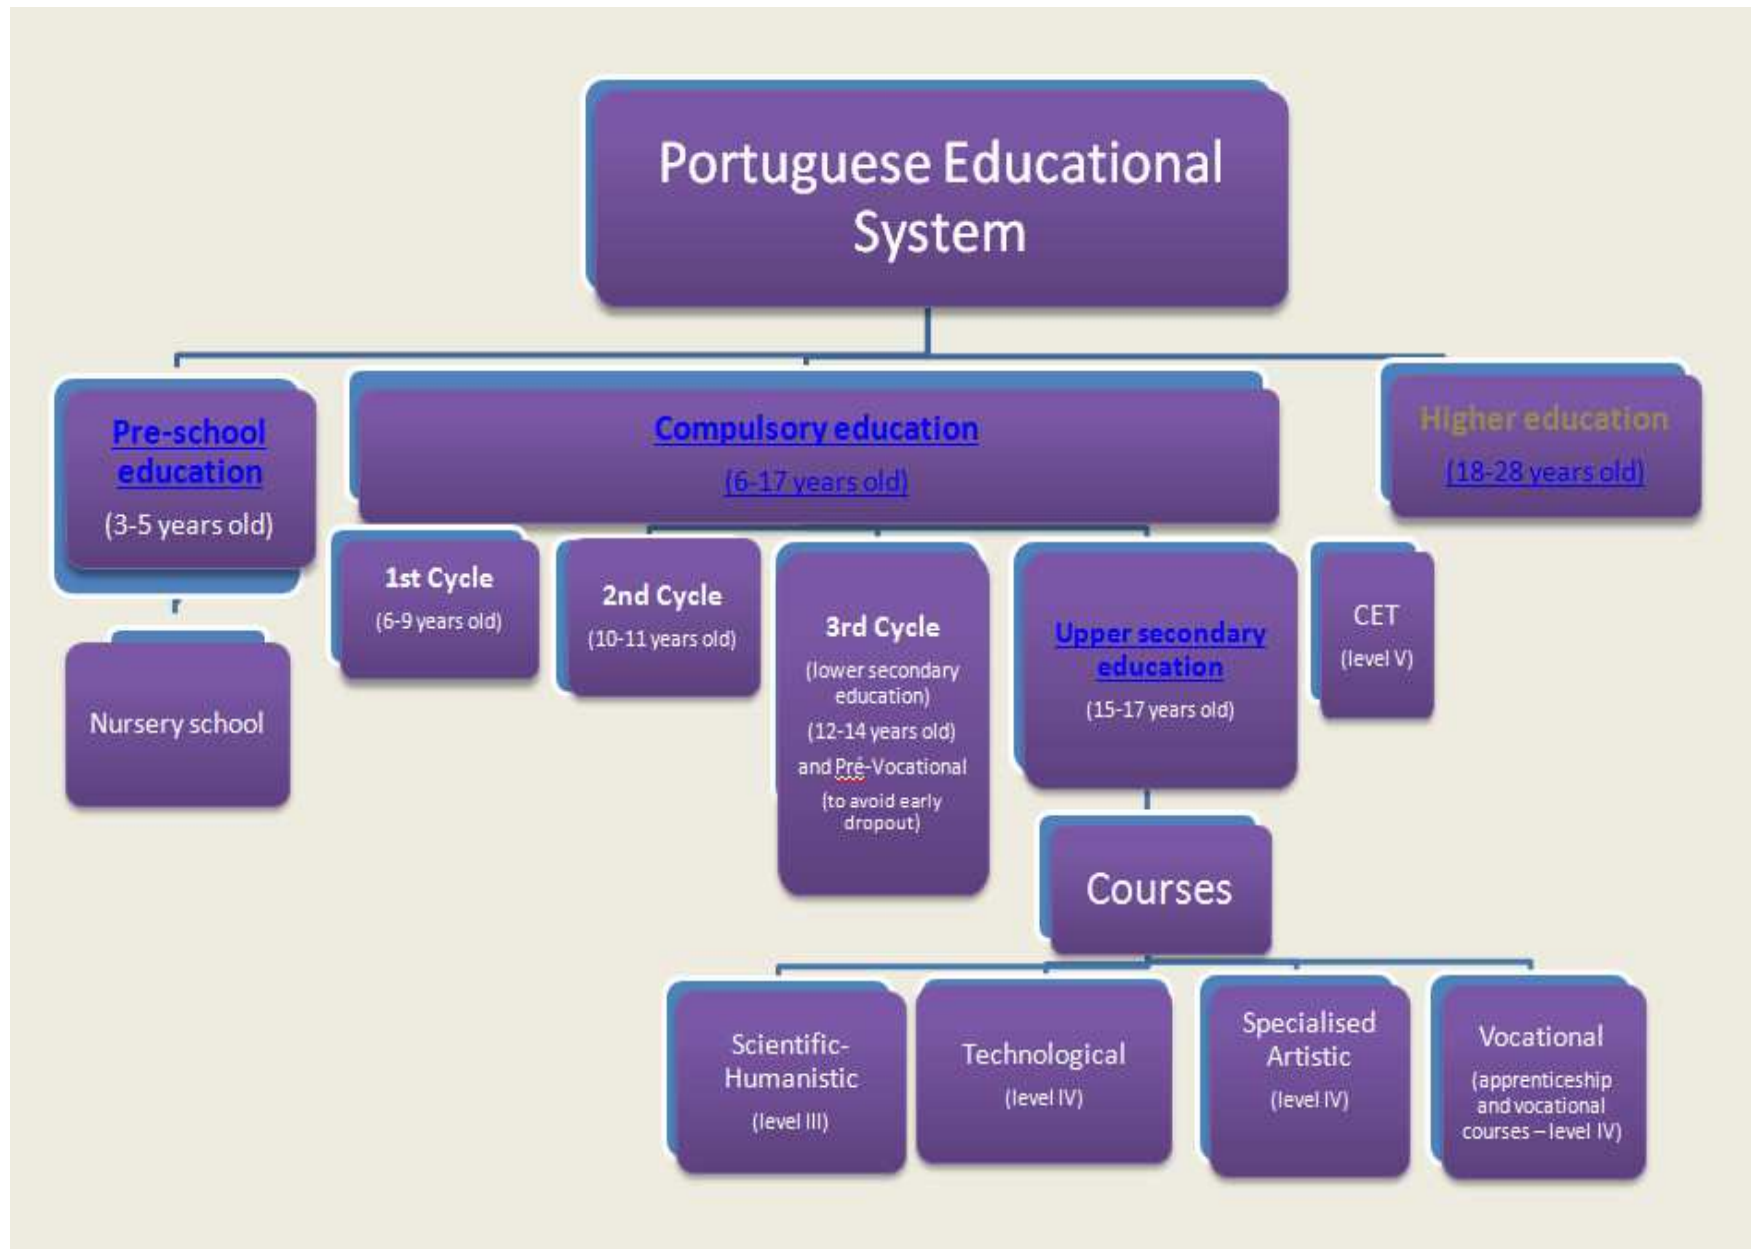 Portuguese Educational
System
Pre-school
education
(3-5 years old)
Compulsory education
(6-17 years old)
Higher education
(18-28 years old)
Nursery school
1st Cycle
(6-9 years old)
2nd Cycle
(10-11 years old)
3rd Cycle
(lower secondary
education)
(12-14 years old)
and Pré-Vocational
(to avoid early
dropout)
Upper secondary
education
(15-17 years old)
CET
(level V)
Courses
Scientific-
Humanistic
(level III)
Technological
(level IV)
Specialised
Artistic
(level IV)
Vocational
(apprenticeship
and vocational
courses – level IV)